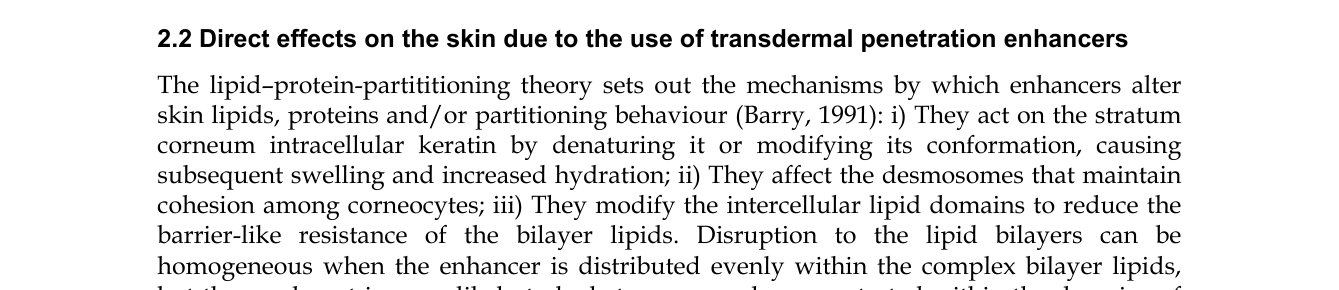 2.2 Direct effects on the skin due to the use of transdermal penetration enhancers
The lipid–protein-partititioning theory sets out the mechanisms by which enhancers alter
skin lipids, proteins and/or partitioning behaviour (Barry, 1991): i) They act on the stratum
corneum intracellular keratin by denaturing it or modifying its conformation, causing
subsequent swelling and increased hydration; ii) They affect the desmosomes that maintain
cohesion among corneocytes; iii) They modify the intercellular lipid domains to reduce the
barrier-like resistance of the bilayer lipids. Disruption to the lipid bilayers can be
homogeneous when the enhancer is distributed evenly within the complex bilayer lipids,